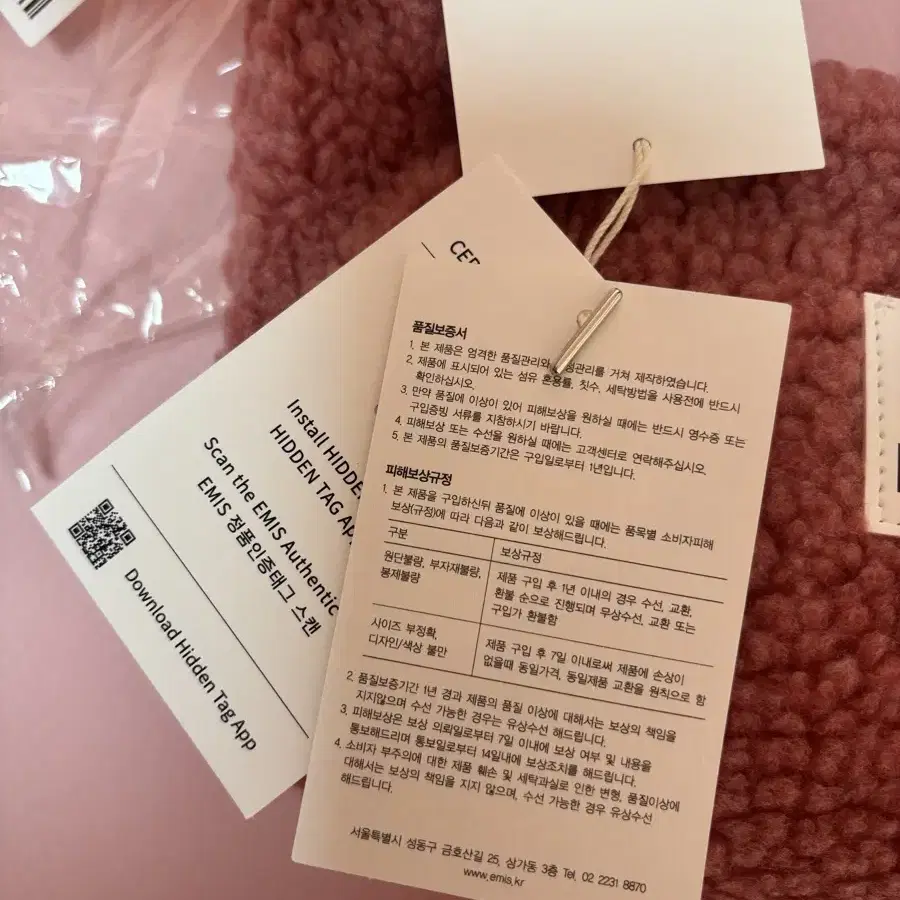 CER
Install HIDDE
HIDDEN TAG Ap
Scan the EMIS Authentic
EMIS 정품인증태그 스캔
Download Hidden Tag App
품질보증서
1. 본 제품은 엄격한 품질관리와 관리를 거쳐 제작하였습니다.
2. 제품에 표시되어 있는 섬유 혼용률, 칫수, 세탁방법을 사용전에 반드시
확인하십시오.
3. 만약 품질에 이상이 있어 피해보상을 원하실 때에는 반드시 영수증 또는
구입증빙 서류를 지참하시기 바랍니다.
4. 피해보상 또는 수선을 원하실 때에는 고객센터로 연락해주십시오.
5. 본 제품의 품질보증기간은 구입일로부터 1년입니다.
피해보상규정
1. 본 제품을 구입하신뒤 품질에 이상이 있을 때에는 품목별 소비자피해
보상(규정)에 따라 다음과 같이 보상해드립니다.
구분
보상규정
원단불량, 부자재불량,
봉제불량
제품 구입 후 1년 이내의 경우 수선, 교환,
환불 순으로 진행되며 무상수선, 교환 또는
구입가 환불함
사이즈 부정확,
디자인/색상 불만
제품 구입 후 7일 이내로써 제품에 손상이
없을때 동일가격, 동일제품 교환을 원칙으로 함
2. 품질보증기간 1년 경과 제품의 품질 이상에 대해서는 보상의 책임을
지지않으며 수선 가능한 경우는 유상수선 해드립니다.
3. 피해보상은 보상 의뢰일로부터 7일 이내에 보상 여부 및 내용을
통보해드리며 통보일로부터 14일내에 보상조치를 해드립니다.
4. 소비자 부주의에 대한 제품 훼손 및 세탁과실로 인한 변형, 품질이상에
대해서는 보상의 책임을 지지 않으며, 수선 가능한 경우 유상수선
해드립니다.
서울특별시 성동구 금호산길 25, 상가동 3층 Tel. 02 2231 8870
www.emis.kr